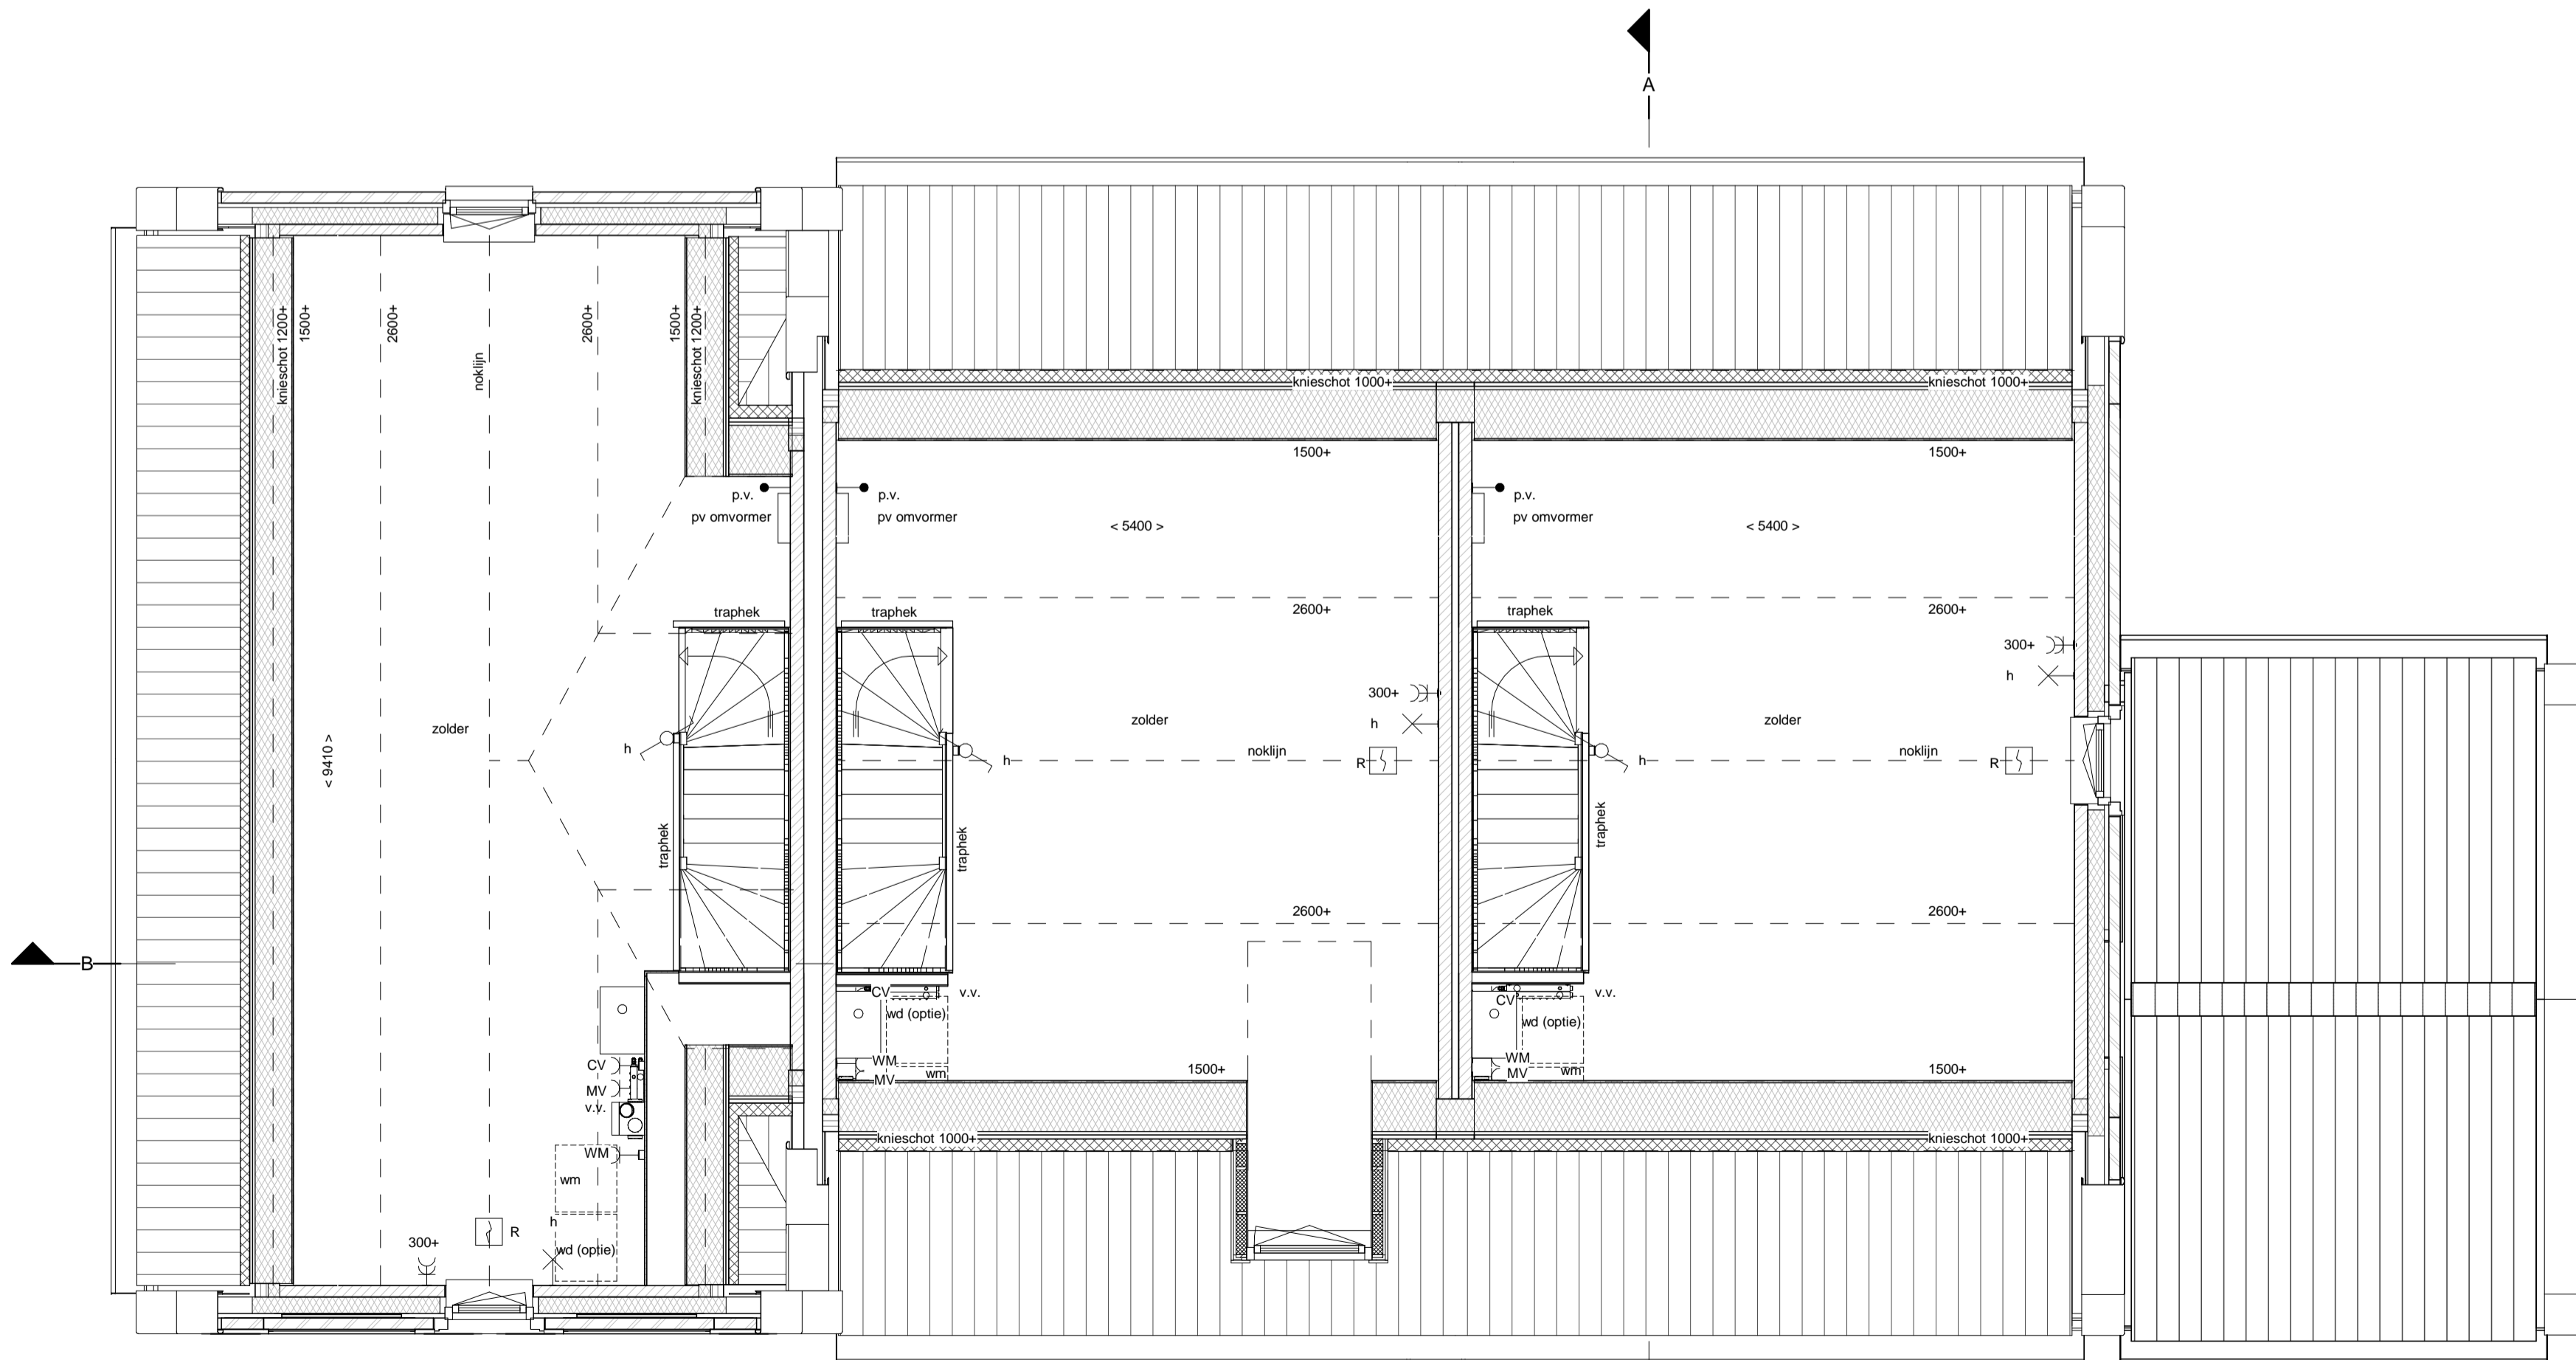 A
knieschot 1200+
1500+
2600+
noklijn
2600+
1500+
knieschot 1200+
knieschot 1000+
knieschot 1000+
1500+
1500+
p.v.
pv omvormer
p.v.
pv omvormer
< 5400 >
p.v.
pv omvormer
< 5400 >
traphek
traphek
2600+
traphek
2600+
300+
h
300+
h
zolder
< 9410 >
h
traphek
zolder
h
traphek
noklijn
R
zolder
h
traphek
noklijn
R
2600+
2600+
B
CV
v.v.
wd (optie)
WM
MV
wm
CV
v.v.
wd (optie)
WM
MV
wm
1500+
1500+
CV
MV
v.v.
WM
wm
knieschot 1000+
knieschot 1000+
h
R
300+
wd (optie)